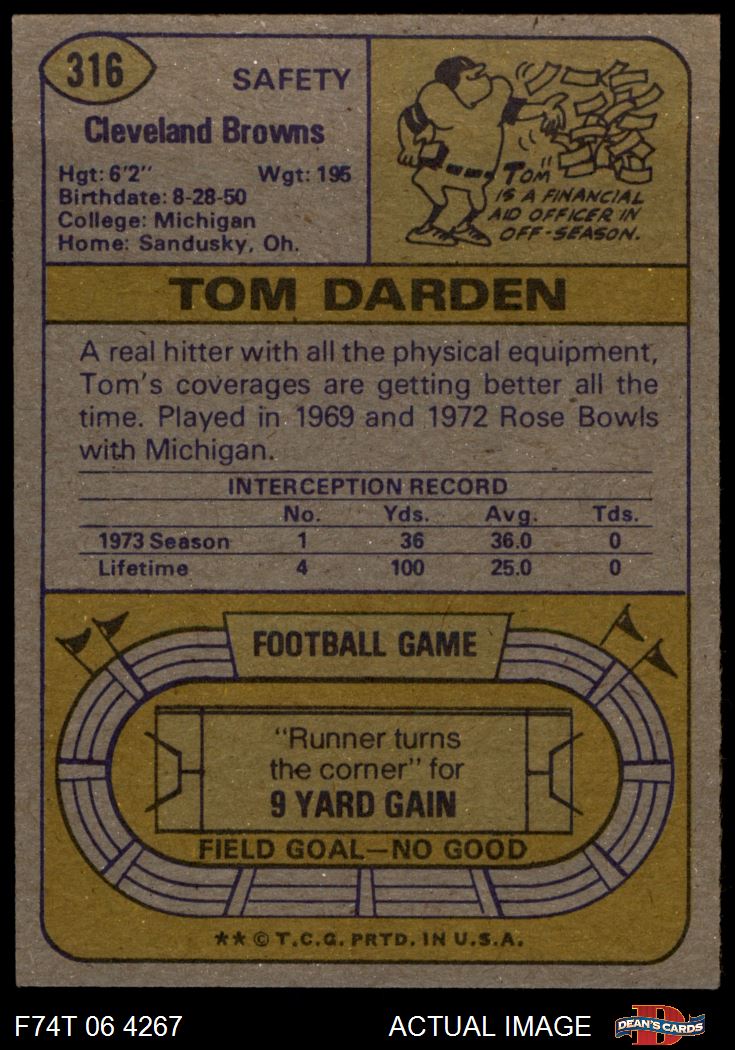 316
SAFETY
Cleveland Browns
Hgt: 6'2" Wgt: 195
Birthdate: 8-28-50
College: Michigan
Home: Sandusky, Oh.
TOM
IS A FINANCIAL
AID OFFICER IN
OFF-SEASON.
TOM DARDEN
A real hitter with all the physical equipment,
Tom's coverages are getting better all the
time. Played in 1969 and 1972 Rose Bowls
with Michigan.
INTERCEPTION RECORD
No. Yds. Avg. Tds.
1973 Season 1 36 36.0 0
Lifetime 4 100 25.0 0
FOOTBALL GAME
"Runner turns
the corner" for
9 YARD GAIN
FIELD GOAL—NO GOOD
** © T.C.G. PRTD. IN U.S.A.
F74T 06 4267 ACTUAL IMAGE DEAN'S CARDS